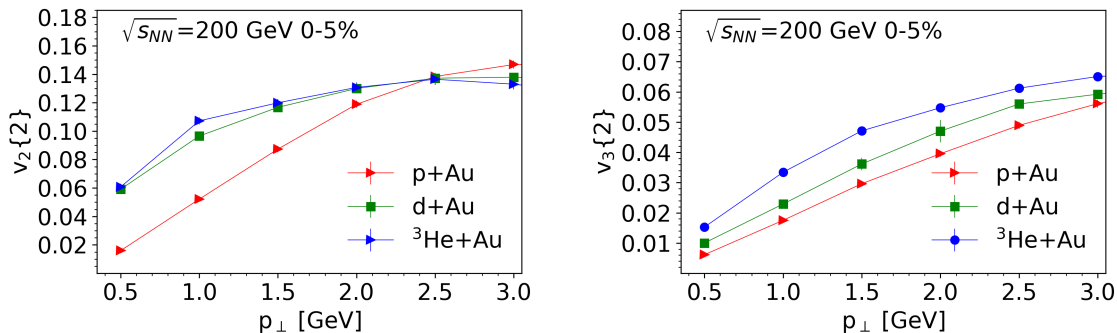 √s_NN=200 GeV 0-5%
v₂{2}
0.18
0.16
0.14
0.12
0.10
0.08
0.06
0.04
0.02
p+Au
d+Au
³He+Au
0.5 1.0 1.5 2.0 2.5 3.0
p⊥ [GeV]
√s_NN=200 GeV 0-5%
v₃{2}
0.08
0.07
0.06
0.05
0.04
0.03
0.02
0.01
p+Au
d+Au
³He+Au
0.5 1.0 1.5 2.0 2.5 3.0
p⊥ [GeV]